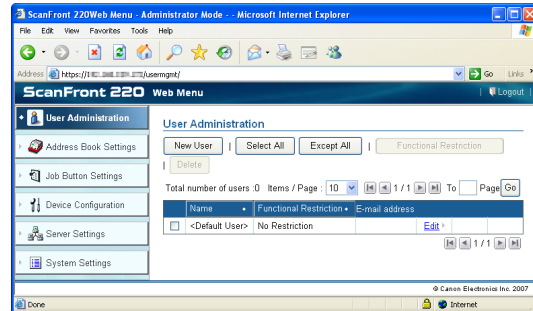 ScanFront 220Web Menu - Administrator Mode - - Microsoft Internet Explorer
File Edit View Favorites Tools Help
Address https://1 /usermgmt/ Go Links
ScanFront 220 Web Menu | Logout |
User Administration
Address Book Settings
Job Button Settings
Device Configuration
Server Settings
System Settings
User Administration
New User | Select All Except All | Functional Restriction
| Delete
Total number of users :0 Items / Page : 10 1 / 1 To Page Go
Name Functional Restriction E-mail address
<Default User> No Restriction Edit
1 / 1
© Canon Electronics Inc. 2007
Done Internet